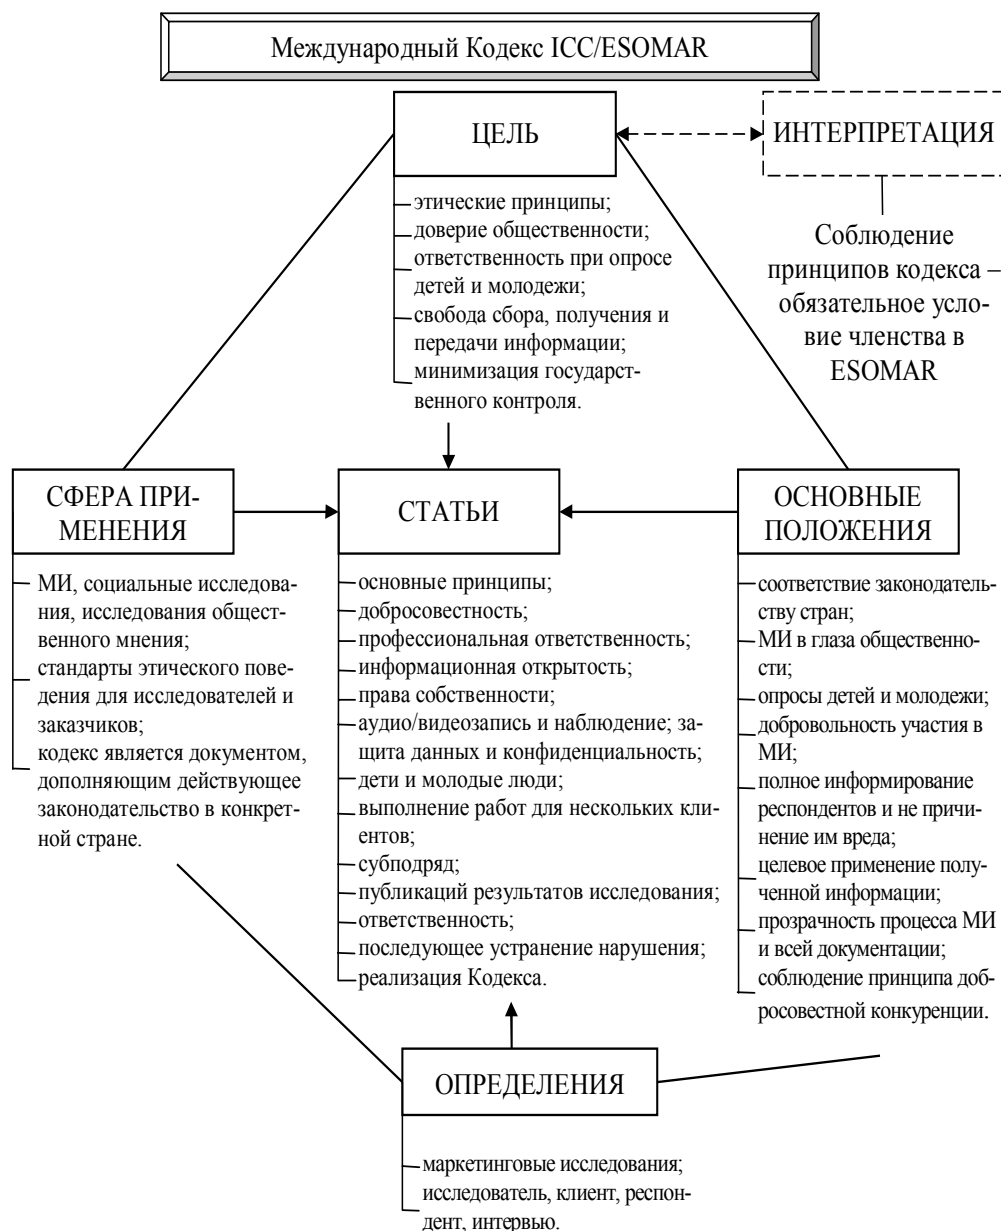 Международный Кодекс ICC/ESOMAR
ЦЕЛЬ
этические принципы;
доверие общественности;
ответственность при опросе
детей и молодежи;
свобода сбора, получения и
передачи информации;
минимизация государст-
венного контроля.
ИНТЕРПРЕТАЦИЯ
Соблюдение
принципов кодекса –
обязательное усло-
вие членства в
ESOMAR
СФЕРА ПРИ-
МЕНЕНИЯ
МИ, социальные исследова-
ния, исследования общест-
венного мнения;
стандарты этического пове-
дения для исследователей и
заказчиков;
кодекс является документом,
дополняющим действующее
законодательство в конкрет-
ной стране.
СТАТЬИ
основные принципы;
добросовестность;
профессиональная ответственность;
информационная открытость;
права собственности;
аудио/видеозапись и наблюдение; за-
щита данных и конфиденциальность;
дети и молодые люди;
выполнение работ для нескольких кли-
ентов;
субподряд;
публикаций результатов исследования;
ответственность;
последующее устранение нарушения;
реализация Кодекса.
ОСНОВНЫЕ
ПОЛОЖЕНИЯ
соответствие законодатель-
ству стран;
МИ в глаза общественно-
сти;
опросы детей и молодежи;
добровольность участия в
МИ;
полное информирование
респондентов и не причи-
нение им вреда;
целевое применение полу-
ченной информации;
прозрачность процесса МИ
и всей документации;
соблюдение принципа доб-
росовестной конкуренции.
ОПРЕДЕЛЕНИЯ
маркетинговые исследования;
исследователь, клиент, респон-
дент, интервью.